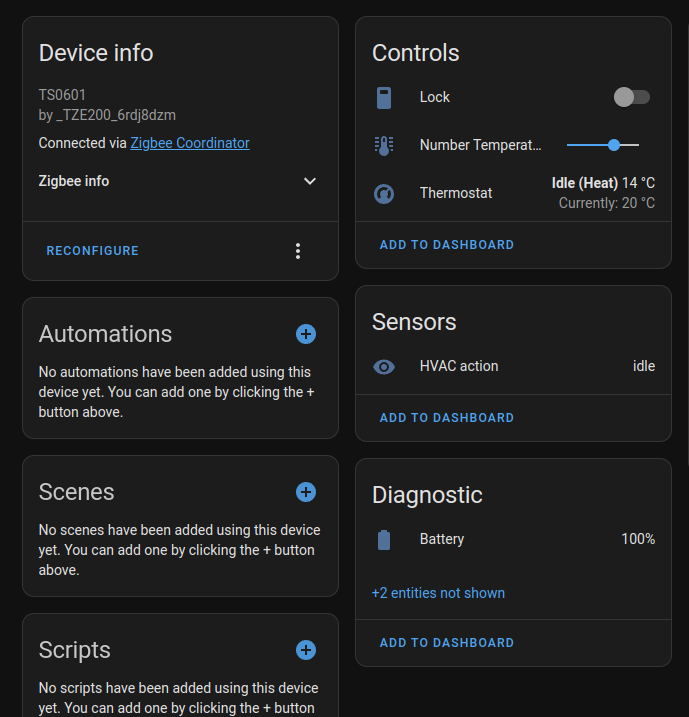 Device info
TS0601
by _TZE200_6rdj8dzm
Connected via Zigbee Coordinator
Zigbee info
RECONFIGURE
Automations
No automations have been added using this
device yet. You can add one by clicking the +
button above.
Scenes
No scenes have been added using this device
yet. You can add one by clicking the + button
above.
Scripts
No scripts have been added using this device
yet. You can add one by clicking the + button
Controls
Lock
Number Temperat...
Thermostat
Idle (Heat) 14 °C
Currently: 20 °C
ADD TO DASHBOARD
Sensors
HVAC action
idle
ADD TO DASHBOARD
Diagnostic
Battery
100%
+2 entities not shown
ADD TO DASHBOARD